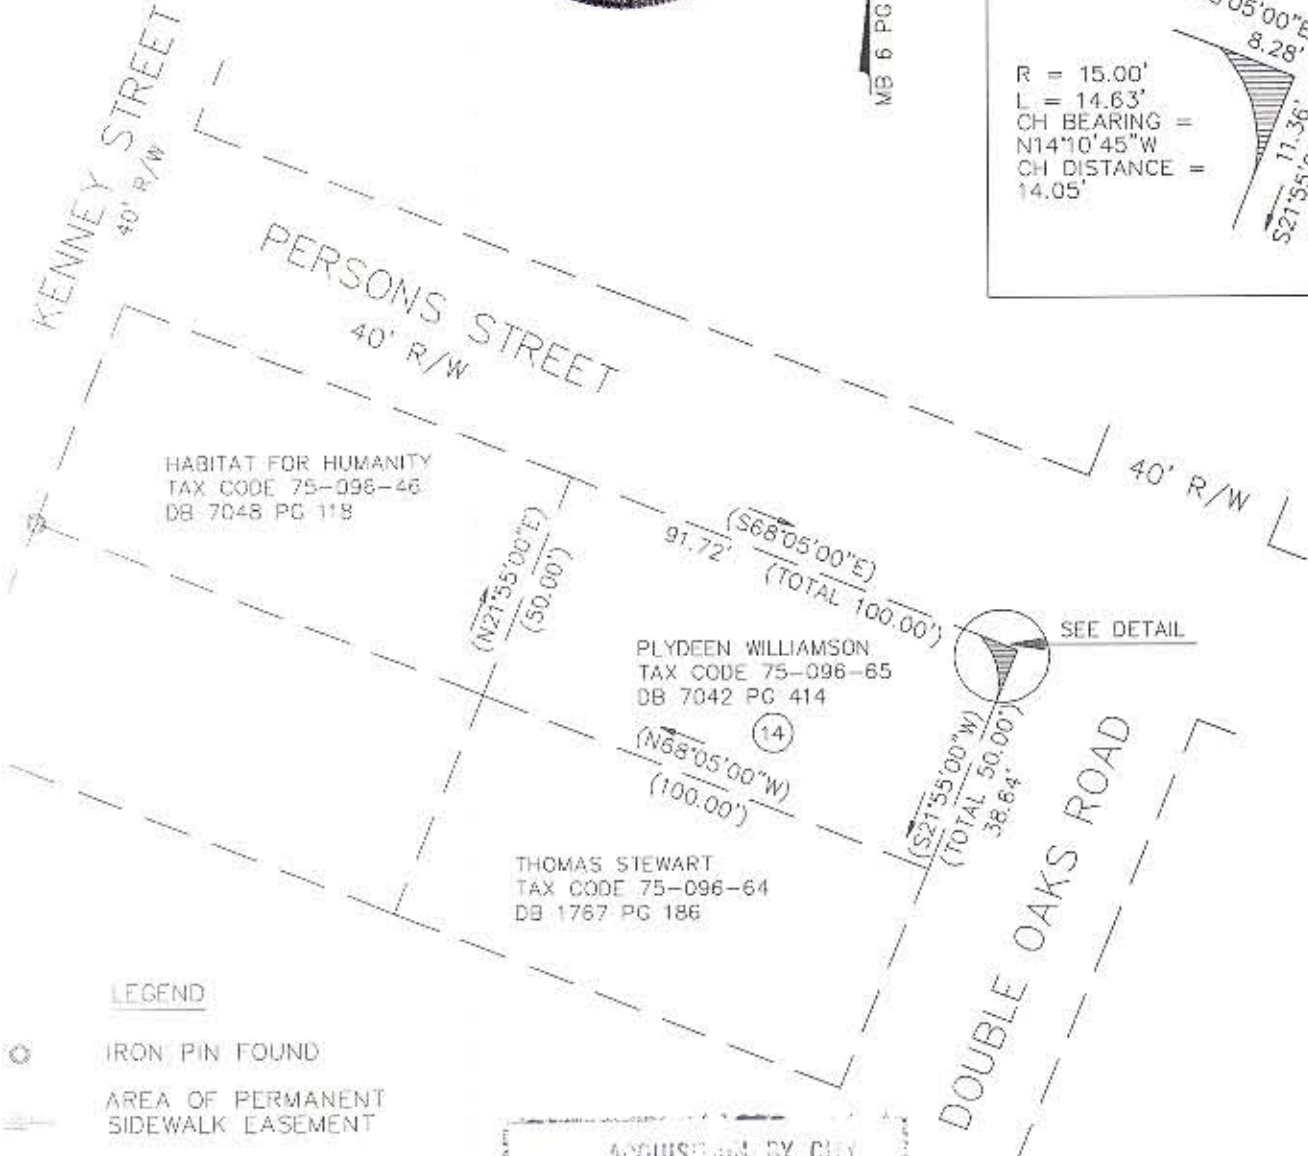 KENNEY STREET
40' R/W
MB 6 PG
05'00"E
8.28'
R = 15.00'
L = 14.63'
CH BEARING =
N14°10'45"W
CH DISTANCE =
14.05'
11.36'
S21°55'
PERSONS STREET
40' R/W
40' R/W
HABITAT FOR HUMANITY
TAX CODE 75-096-46
DB 7048 PG 118
(N21°55'00"E)
(50.00')
(S68°05'00"E)
91.72'
(TOTAL 100.00')
SEE DETAIL
PLYDEEN WILLIAMSON
TAX CODE 75-096-65
DB 7042 PG 414
14
(N68°05'00"W)
(100.00')
(S21°55'00"W)
(TOTAL 50.00')
38.64'
THOMAS STEWART
TAX CODE 75-096-64
DB 1767 PG 186
DOUBLE OAKS ROAD
LEGEND
IRON PIN FOUND
AREA OF PERMANENT
SIDEWALK EASEMENT
ACQUISITION BY CITY